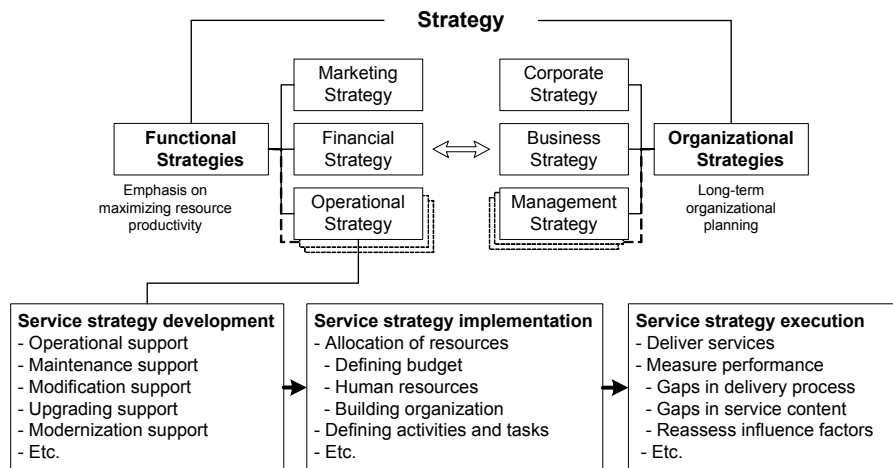 Strategy
Marketing
Strategy
Corporate
Strategy
Functional
Strategies
Financial
Strategy
Business
Strategy
Organizational
Strategies
Emphasis on
maximizing resource
productivity
Operational
Strategy
Management
Strategy
Long-term
organizational
planning
Service strategy development
- Operational support
- Maintenance support
- Modification support
- Upgrading support
- Modernization support
- Etc.
Service strategy implementation
- Allocation of resources
- Defining budget
- Human resources
- Building organization
- Defining activities and tasks
- Etc.
Service strategy execution
- Deliver services
- Measure performance
- Gaps in delivery process
- Gaps in service content
- Reassess influence factors
- Etc.